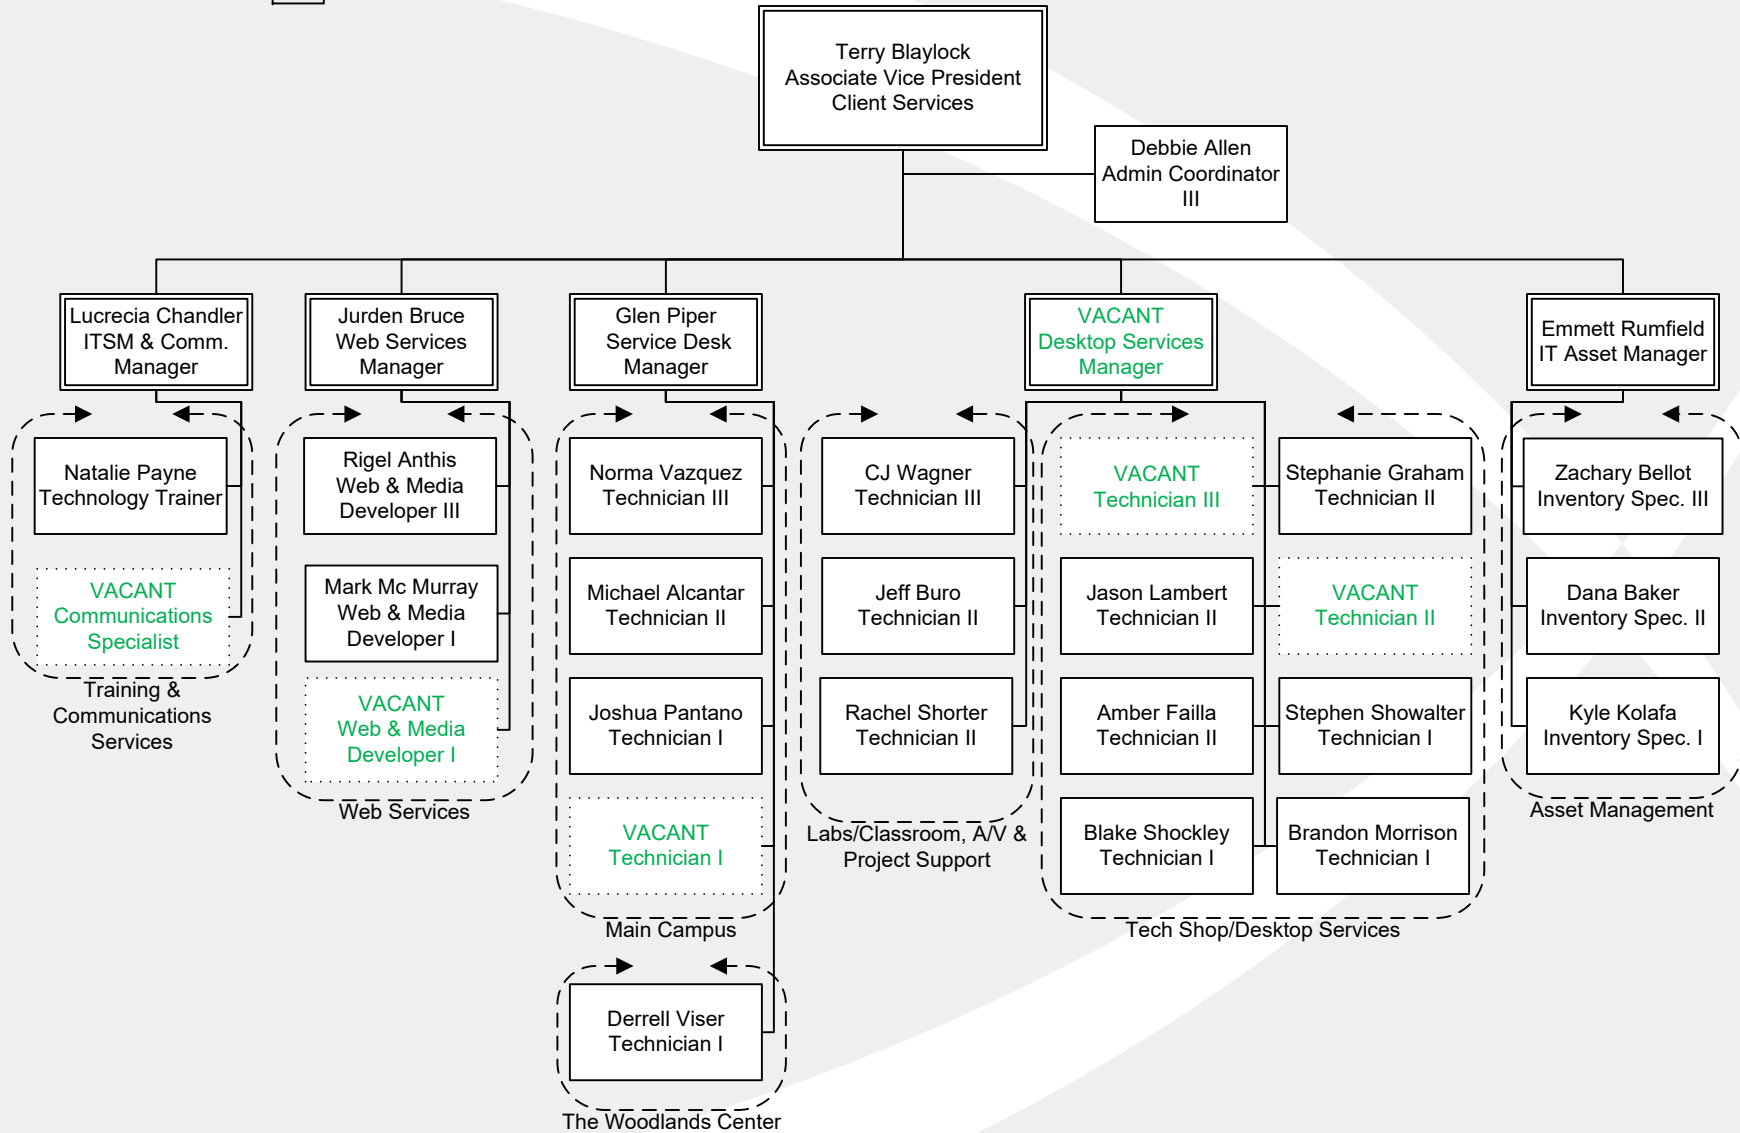 Terry Blaylock
Associate Vice President
Client Services
Debbie Allen
Admin Coordinator
III
Lucrecia Chandler
ITSM & Comm.
Manager
Jurden Bruce
Web Services
Manager
Glen Piper
Service Desk
Manager
VACANT
Desktop Services
Manager
Emmett Rumfield
IT Asset Manager
Natalie Payne
Technology Trainer
VACANT
Communications
Specialist
Training &
Communications
Services
Rigel Anthis
Web & Media
Developer III
Mark Mc Murray
Web & Media
Developer I
VACANT
Web & Media
Developer I
Web Services
Norma Vazquez
Technician III
Michael Alcantar
Technician II
Joshua Pantano
Technician I
VACANT
Technician I
Main Campus
Derrell Viser
Technician I
The Woodlands Center
CJ Wagner
Technician III
Jeff Buro
Technician II
Rachel Shorter
Technician II
Labs/Classroom, A/V &
Project Support
VACANT
Technician III
Stephanie Graham
Technician II
Jason Lambert
Technician II
VACANT
Technician II
Amber Failla
Technician II
Stephen Showalter
Technician I
Blake Shockley
Technician I
Brandon Morrison
Technician I
Tech Shop/Desktop Services
Zachary Bellot
Inventory Spec. III
Dana Baker
Inventory Spec. II
Kyle Kolafa
Inventory Spec. I
Asset Management